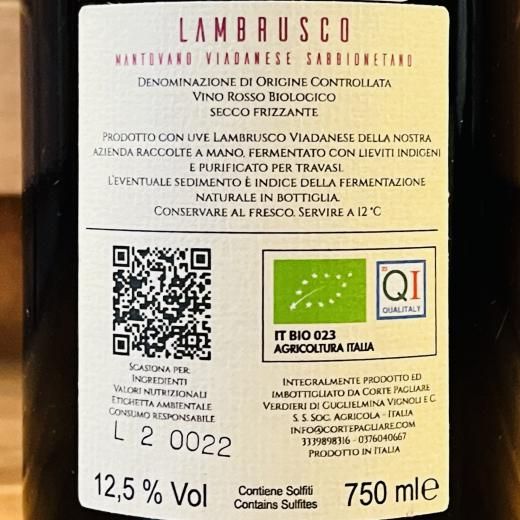 LAMBRUSCO
MANTOVANO VIADANESE SABBIONETANO
DENOMINAZIONE DI ORIGINE CONTROLLATA
VINO ROSSO BIOLOGICO
SECCO FRIZZANTE
PRODOTTO CON UVE LAMBRUSCO VIADANESE DELLA NOSTRA
AZIENDA RACCOLTE A MANO, FERMENTATO CON LIEVITI INDIGENI
E PURIFICATO PER TRAVASI.
L'EVENTUALE SEDIMENTO È INDICE DELLA FERMENTAZIONE
NATURALE IN BOTTIGLIA.
CONSERVARE AL FRESCO. SERVIRE A 12 °C
SCASIONA PER:
INGREDIENTI
VALORI NUTRIZIONALI
ETICHETTA AMBIENTALE
CONSUMO RESPONSABILE
L 2 0022
QI
QUALITALY
IT BIO 023
AGRICOLTURA ITALIA
INTEGRALMENTE PRODOTTO ED
IMBOTTIGLIATO DA CORTE PAGLIARE
VERDIERI DI GUGLIELMINA VIGNOLI E C.
S. S. SOC. AGRICOLA - ITALIA
INFO@CORTEPAGLIARE.COM
3339898316 - 0376040667
PRODOTTO IN ITALIA
12,5 % Vol
Contiene Solfiti
Contains Sulfites
750 ml e